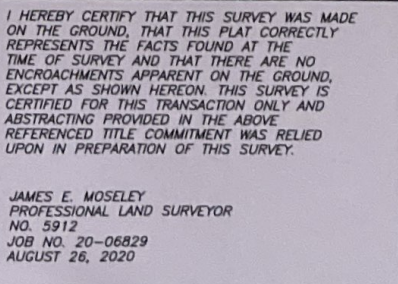 I HEREBY CERTIFY THAT THIS SURVEY WAS MADE
ON THE GROUND, THAT THIS PLAT CORRECTLY
REPRESENTS THE FACTS FOUND AT THE
TIME OF SURVEY AND THAT THERE ARE NO
ENCROACHMENTS APPARENT ON THE GROUND,
EXCEPT AS SHOWN HEREON. THIS SURVEY IS
CERTIFIED FOR THIS TRANSACTION ONLY AND
ABSTRACTING PROVIDED IN THE ABOVE
REFERENCED TITLE COMMITMENT WAS RELIED
UPON IN PREPARATION OF THIS SURVEY.
JAMES E. MOSELEY
PROFESSIONAL LAND SURVEYOR
NO. 5912
JOB NO. 20-06829
AUGUST 26, 2020